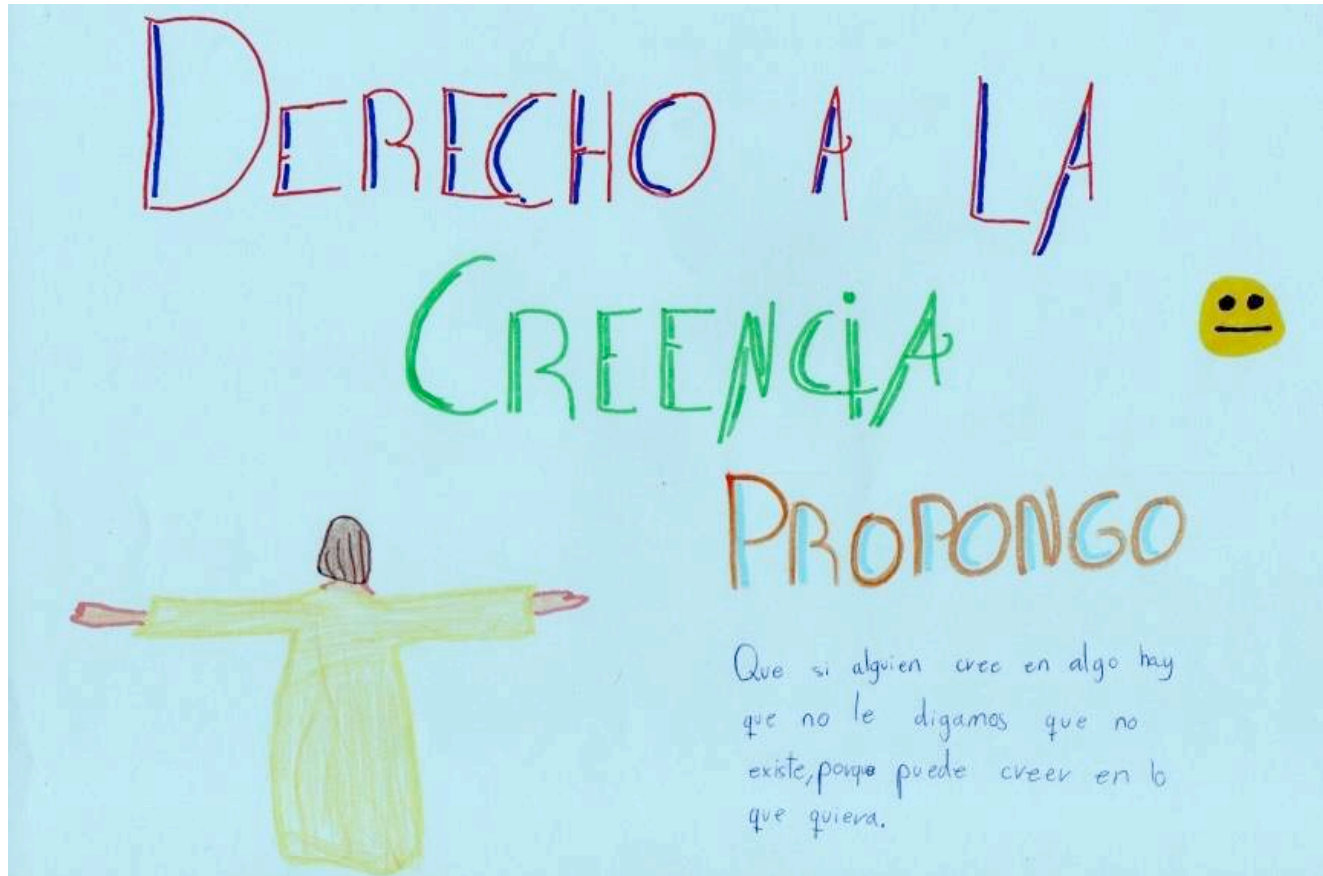 DERECHO A LA
CREENCIA
PROPONGO
Que si alguien cree en algo hay
que no le digamos que no
existe, porqe puede creer en lo
que quiera.